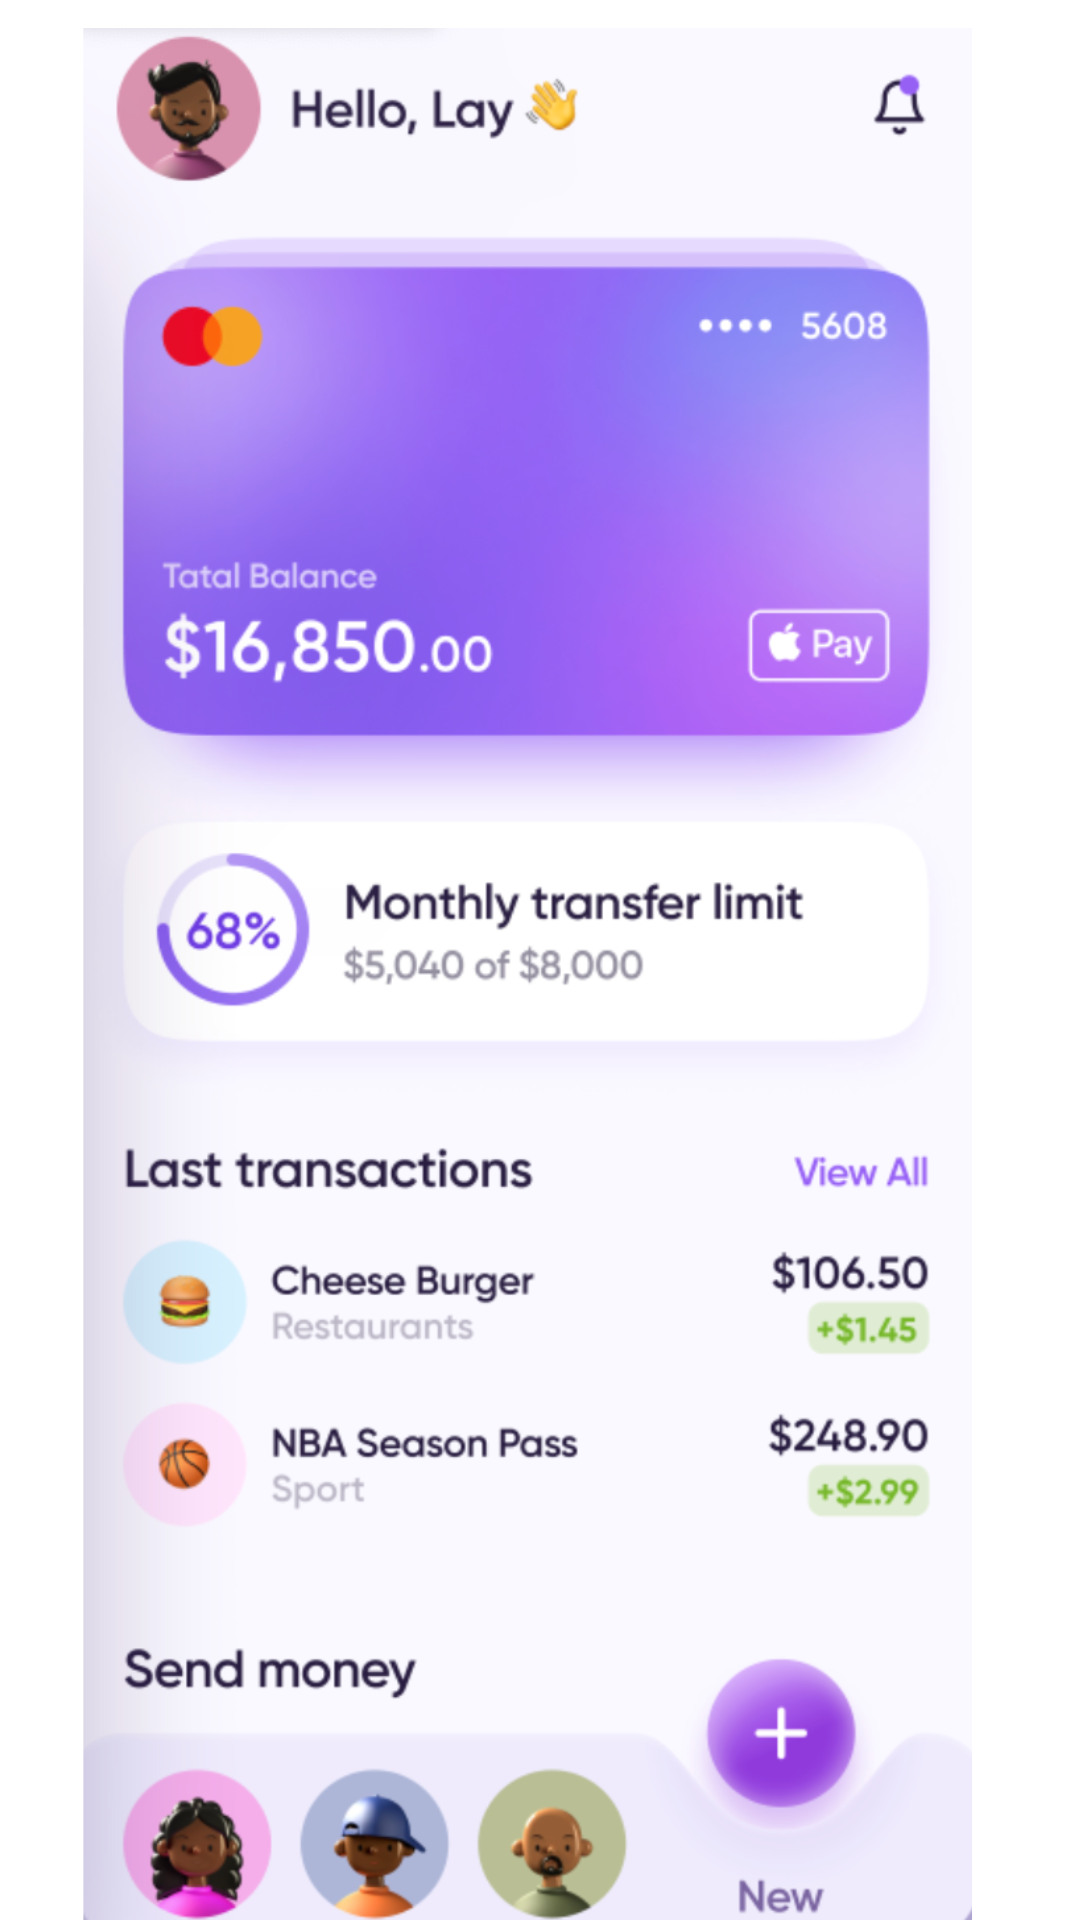 Hello, Lay 👋
•••• 5608
Tatal Balance
$16,850.00
Pay
68%
Monthly transfer limit
$5,040 of $8,000
Last transactions
View All
Cheese Burger
$106.50
Restaurants
+$1.45
NBA Season Pass
$248.90
Sport
+$2.99
Send money
New